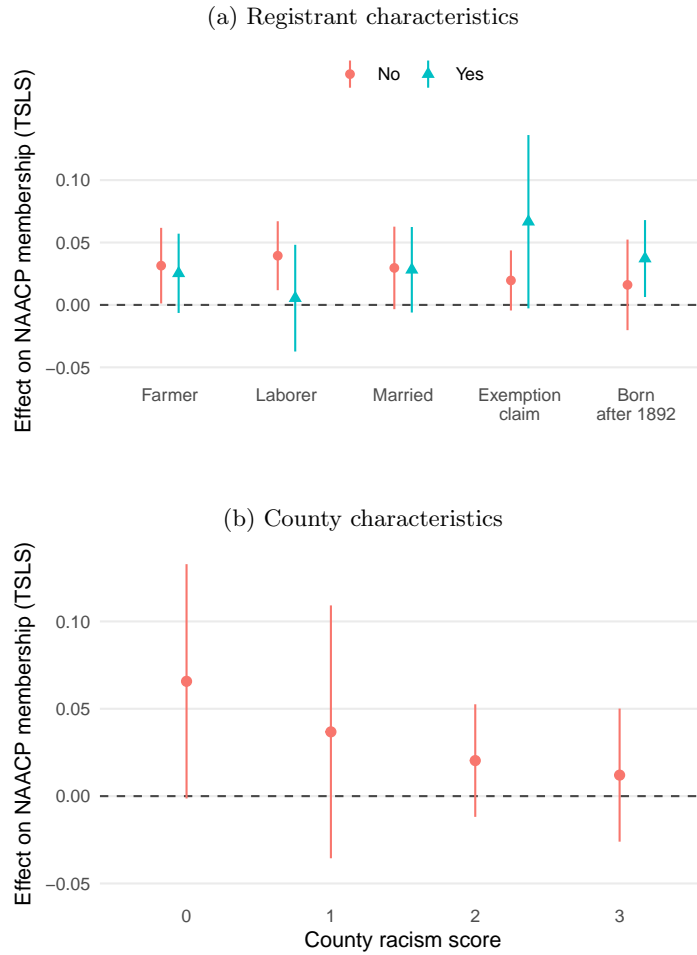 (a) Registrant characteristics
No Yes
Effect on NAACP membership (TSLS)
0.10
0.05
0.00
−0.05
Farmer Laborer Married Exemption claim Born after 1892
(b) County characteristics
Effect on NAACP membership (TSLS)
0.10
0.05
0.00
−0.05
0 1 2 3
County racism score